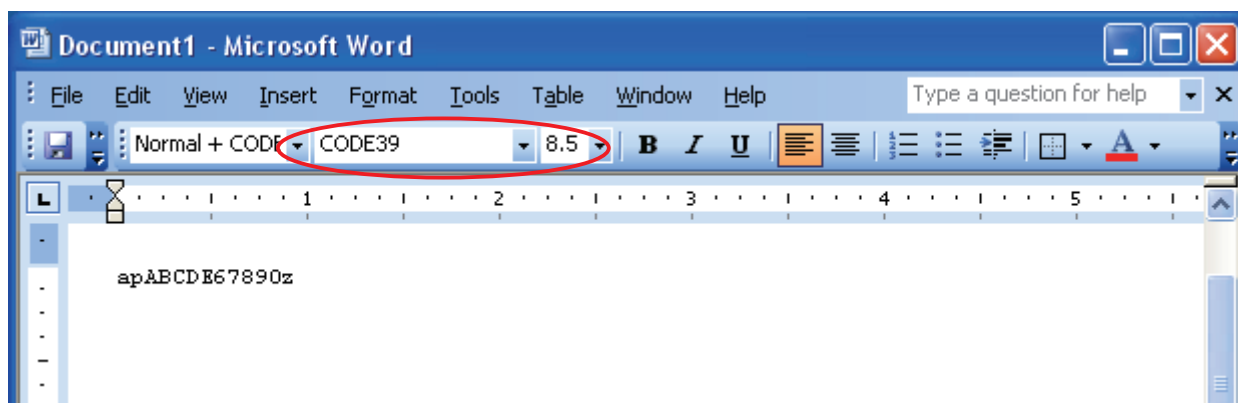 Document1 - Microsoft Word
File Edit View Insert Format Tools Table Window Help Type a question for help
Normal + CODE CODE39 8.5 B I U A
L 1 2 3 4 5
apABCDE67890z